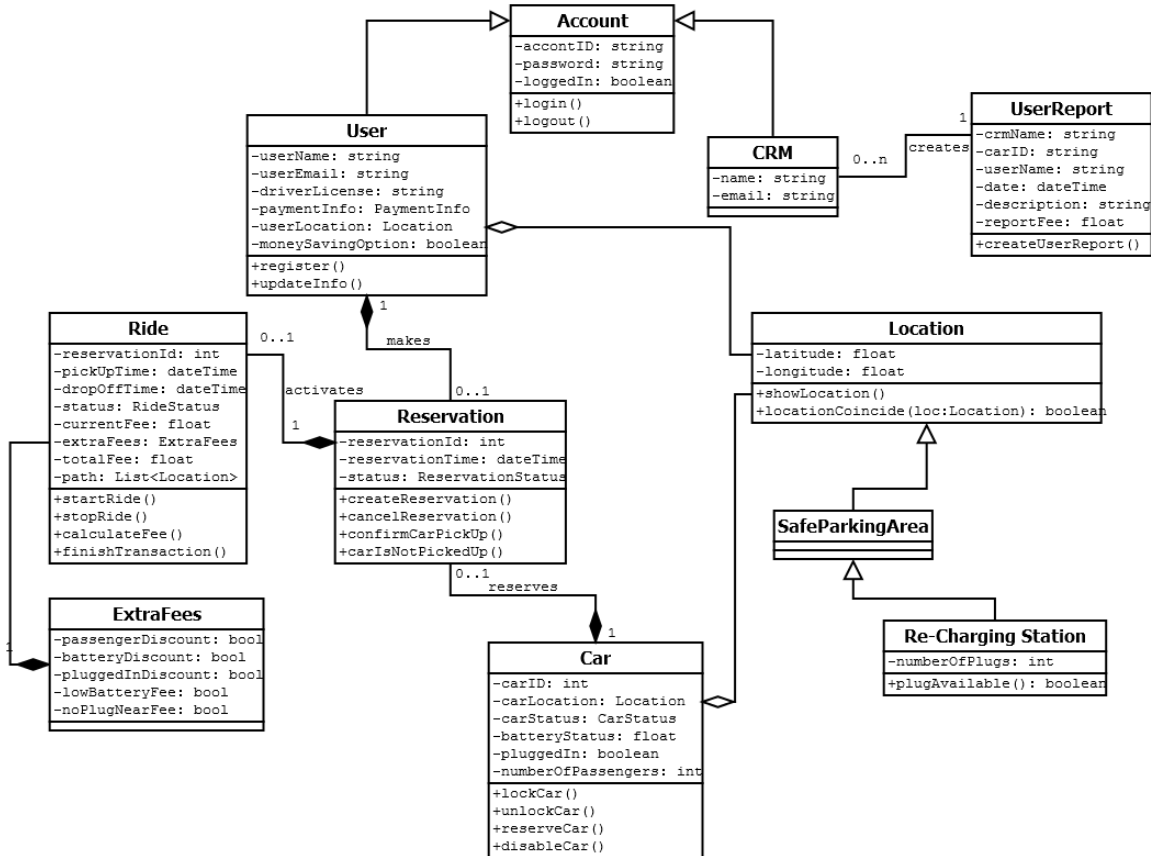 Account
-accontID: string
-password: string
-loggedIn: boolean
+login()
+logout()
User
-userName: string
-userEmail: string
-driverLicense: string
-paymentInfo: PaymentInfo
-userLocation: Location
-moneySavingOption: boolean
+register()
+updateInfo()
CRM
-name: string
-email: string
0..n
creates
1
UserReport
-crmName: string
-carID: string
-userName: string
-date: dateTime
-description: string
-reportFee: float
+createUserReport()
1
makes
0..1
Ride
-reservationId: int
-pickUpTime: dateTime
-dropOffTime: dateTime
-status: RideStatus
-currentFee: float
-extraFees: ExtraFees
-totalFee: float
-path: List<Location>
+startRide()
+stopRide()
+calculateFee()
+finishTransaction()
0..1
activates
1
Reservation
-reservationId: int
-reservationTime: dateTime
-status: ReservationStatus
+createReservation()
+cancelReservation()
+confirmCarPickUp()
+carIsNotPickedUp()
Location
-latitude: float
-longitude: float
+showLocation()
+locationCoincide(loc:Location): boolean
SafeParkingArea
Re-Charging Station
-numberOfPlugs: int
+plugAvailable(): boolean
0..1
reserves
1
1
ExtraFees
-passengerDiscount: bool
-batteryDiscount: bool
-pluggedInDiscount: bool
-lowBatteryFee: bool
-noPlugNearFee: bool
Car
-carID: int
-carLocation: Location
-carStatus: CarStatus
-batteryStatus: float
-pluggedIn: boolean
-numberOfPassengers: int
+lockCar()
+unlockCar()
+reserveCar()
+disableCar()